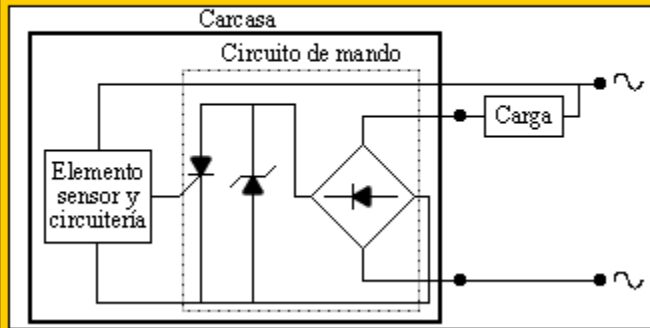 Carcasa
Circuito de mando
Carga
Elemento
sensor y
circuitería